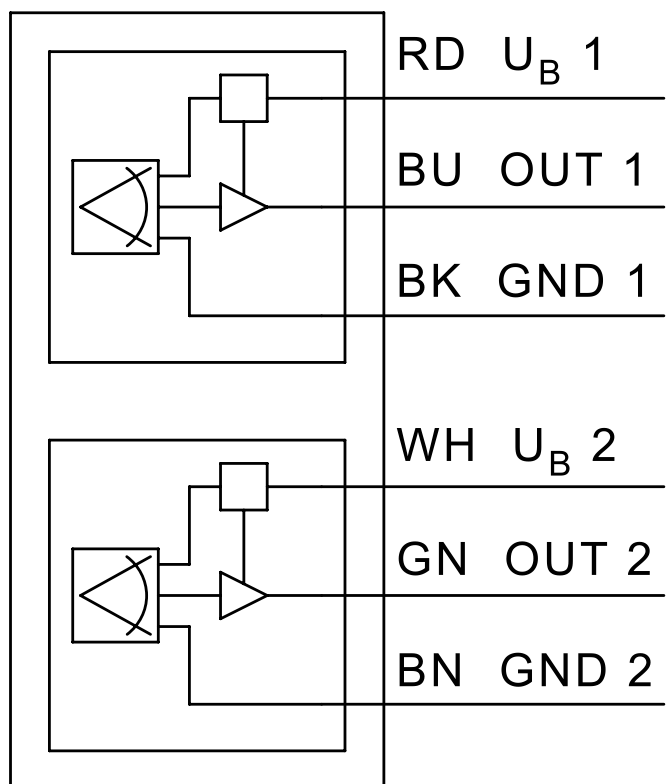 RD U_B 1
BU OUT 1
BK GND 1
WH U_B 2
GN OUT 2
BN GND 2